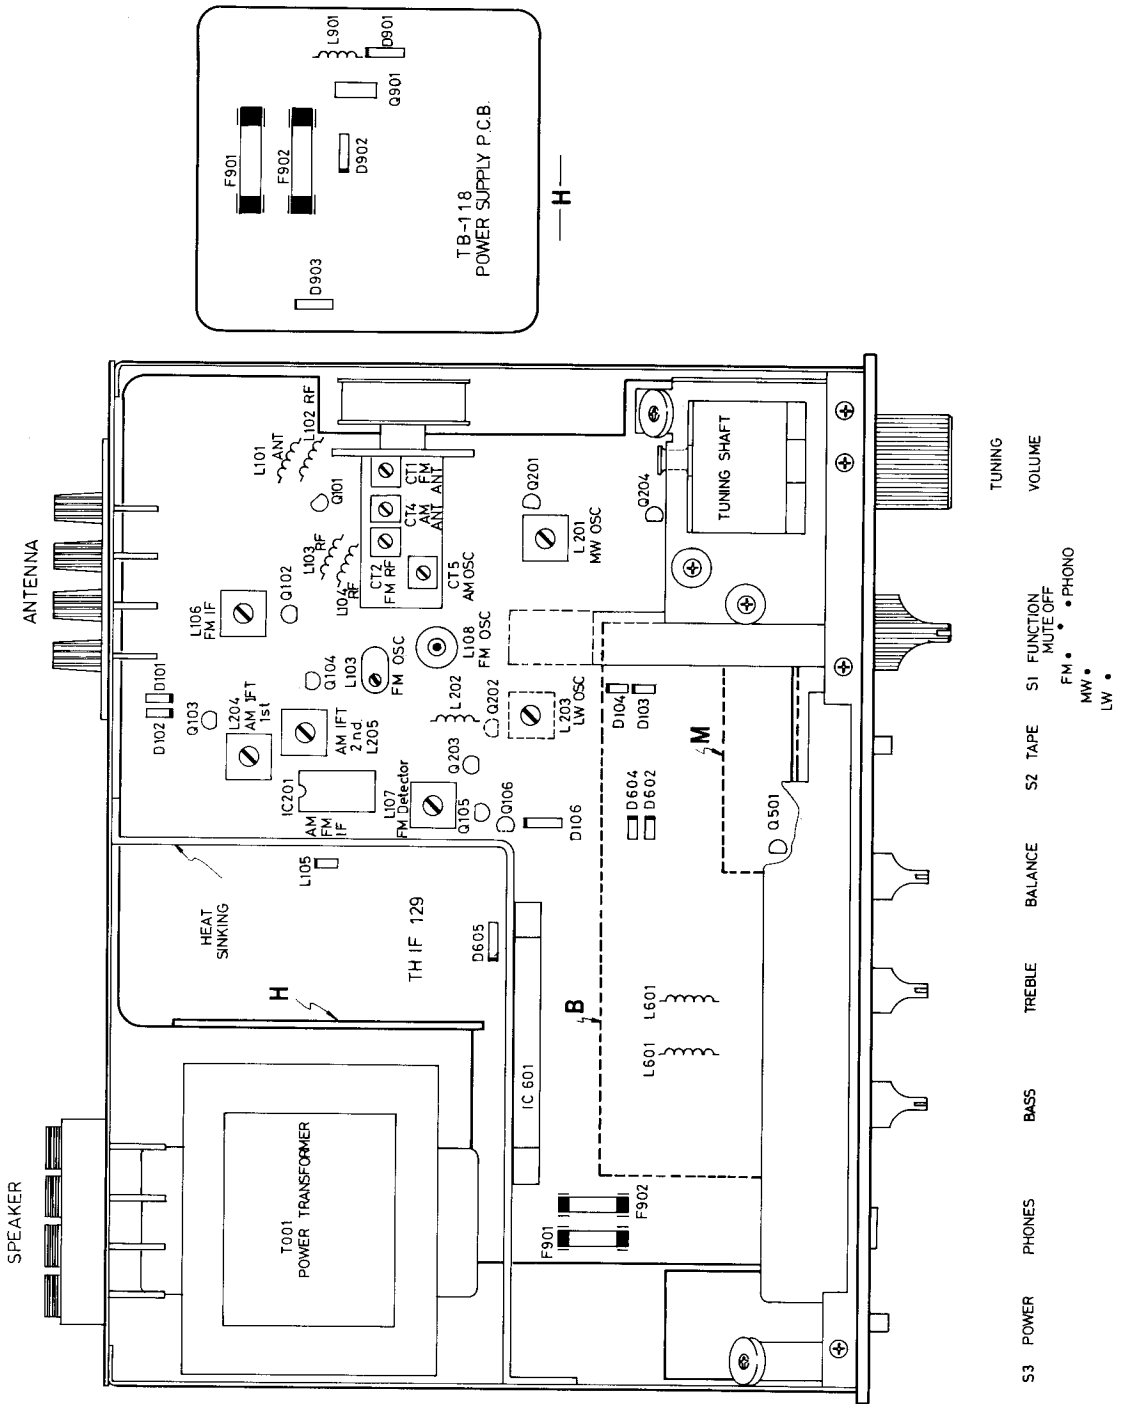 SPEAKER
ANTENNA
T001
POWER TRANSFORMER
H
HEAT
SINKING
L105
TH IF 129
D605
IC 601
F901
F902
B
L601
L601
M
D604
D602
Q501
D102
D101
Q103
L204
AM IFT
1st
IC201
AM
FM
IF
AM IFT
2 nd.
L205
L107
FM Detector
Q105
Q106
Q203
D106
L106
FM IF
Q102
Q104
L103
FM OSC
L202
Q202
L203
LW OSC
D104
D103
L108
FM OSC
L101
ANT
L102 RF
Q101
L103
RF
L104
RF
CT1
FM
ANT
CT4
AM
ANT
CT2
FM RF
CT5
AM OSC
Q201
L201
MW OSC
Q204
TUNING SHAFT
S3 POWER
PHONES
BASS
TREBLE
BALANCE
S2 TAPE
S1 FUNCTION
MUTE OFF
FM •
• PHONO
MW •
LW •
TUNING
VOLUME
D903
F901
F902
D902
Q901
L901
D901
TB-118
POWER SUPPLY P.C.B.
H